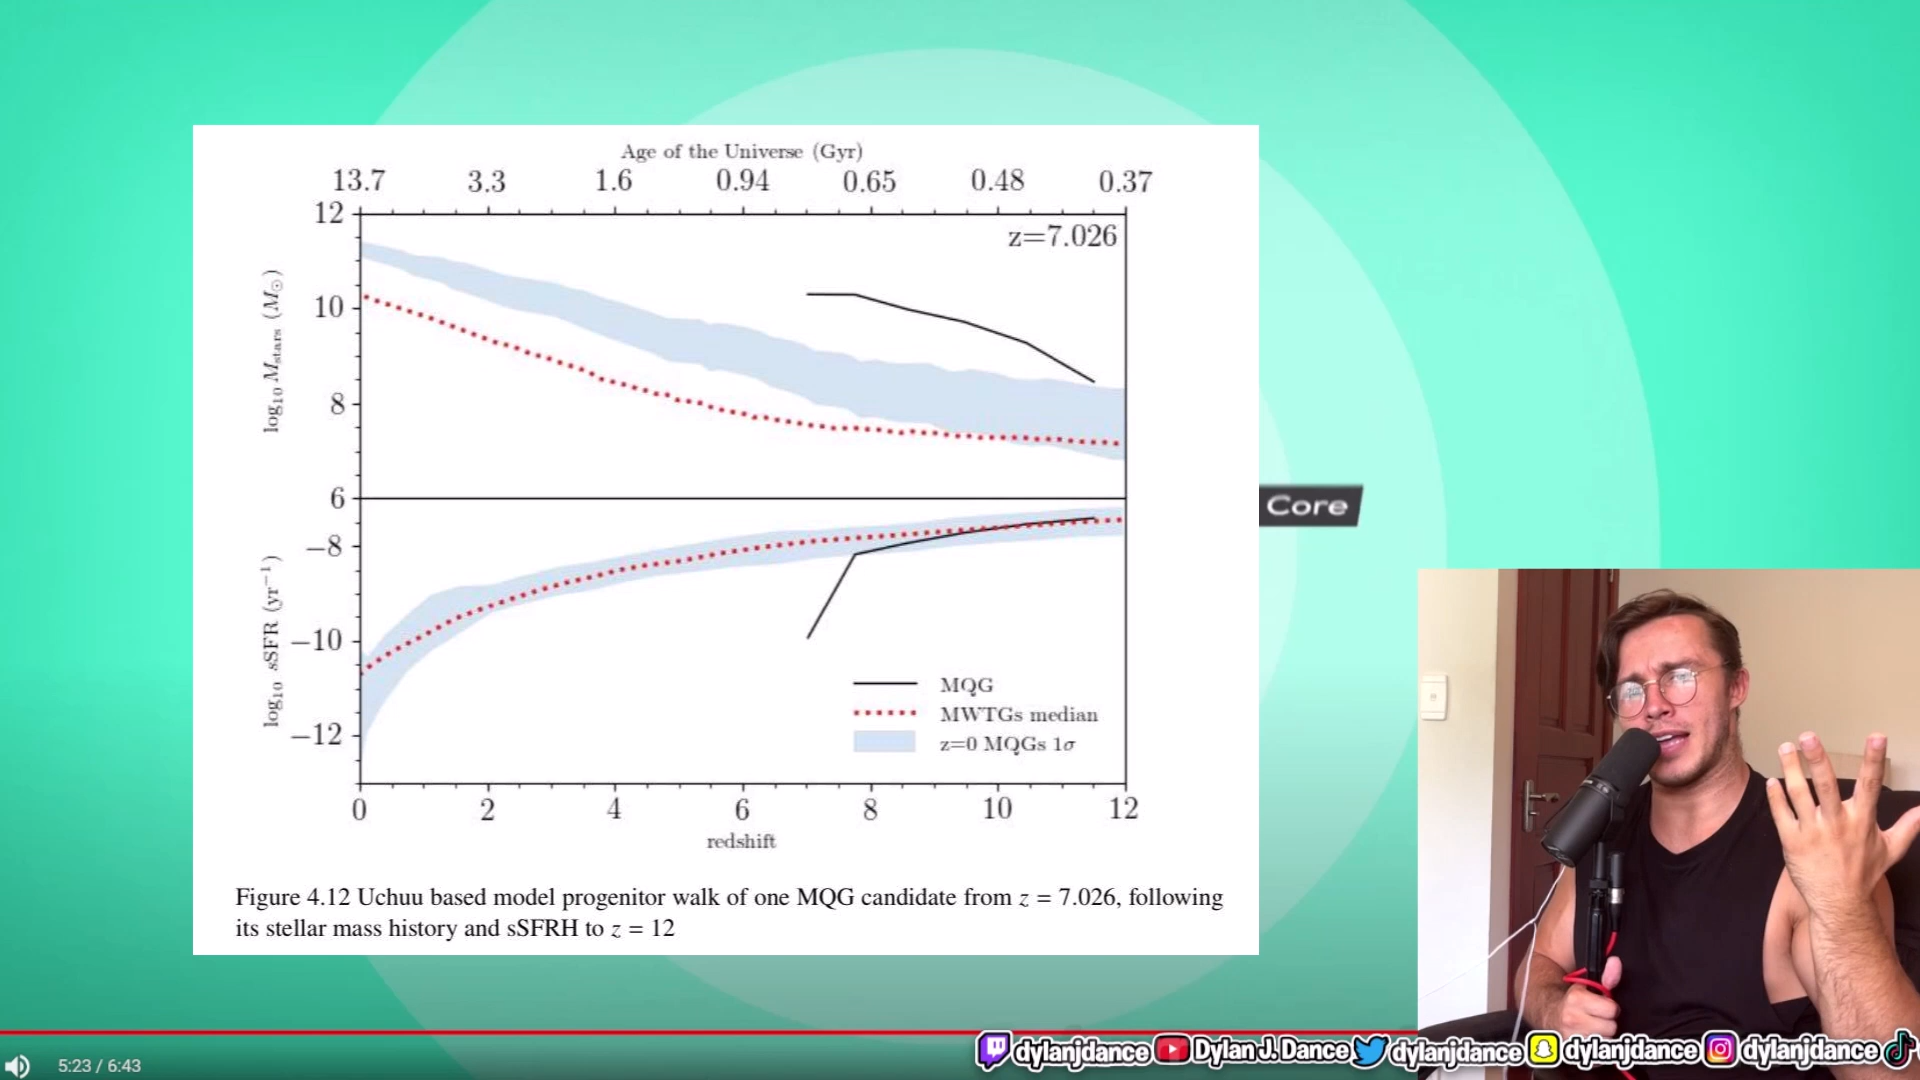 Age of the Universe (Gyr)
13.7 3.3 1.6 0.94 0.65 0.48 0.37
z=7.026
log₁₀ Mstars (M☉)
12
10
8
6
log₁₀ sSFR (yr⁻¹)
−8
−10
−12
MQG
MWTGs median
z=0 MQGs 1σ
0 2 4 6 8 10 12
redshift
Figure 4.12 Uchuu based model progenitor walk of one MQG candidate from z = 7.026, following
its stellar mass history and sSFRH to z = 12
Core
5:23 / 6:43
dylanjdance Dylan J. Dance dylanjdance dylanjdance dylanjdance